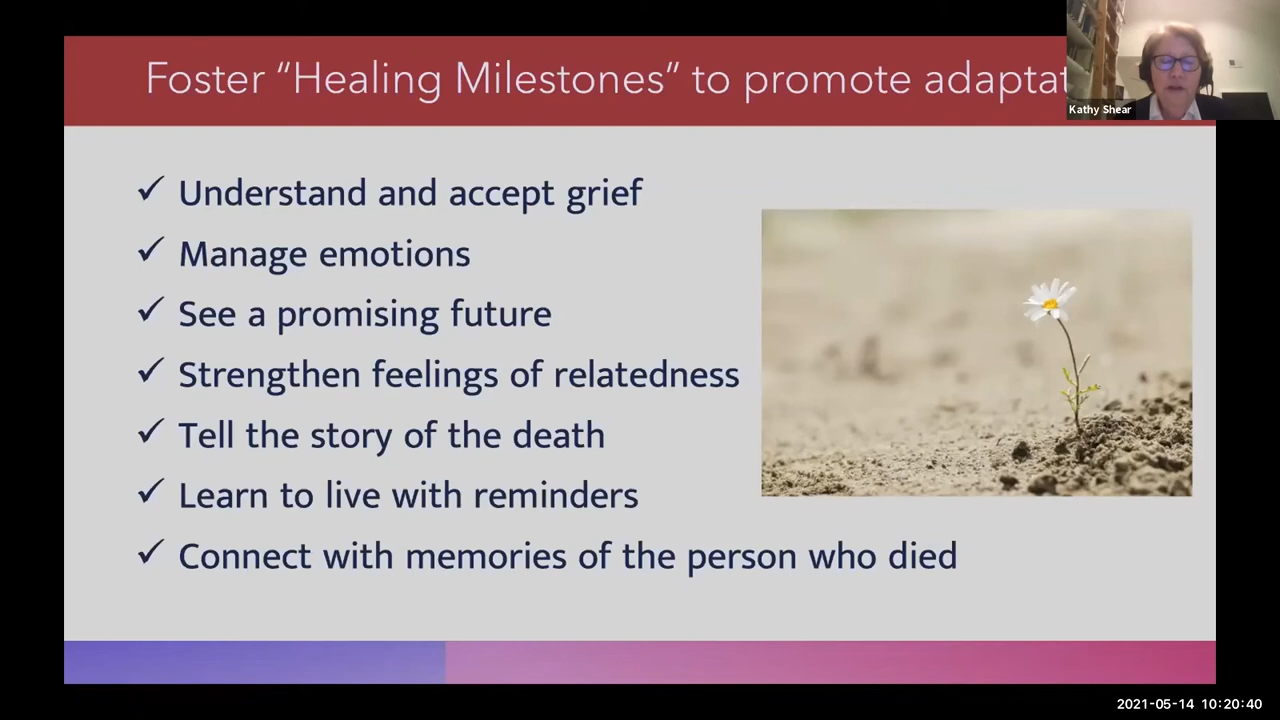 Foster “Healing Milestones” to promote
Kathy Shear
✓ Understand and accept grief
✓ Manage emotions
✓ See a promising future
✓ Strengthen feelings of relatedness
✓ Tell the story of the death
✓ Learn to live with reminders
✓ Connect with memories of the person who died
2021-05-14 10:20:40